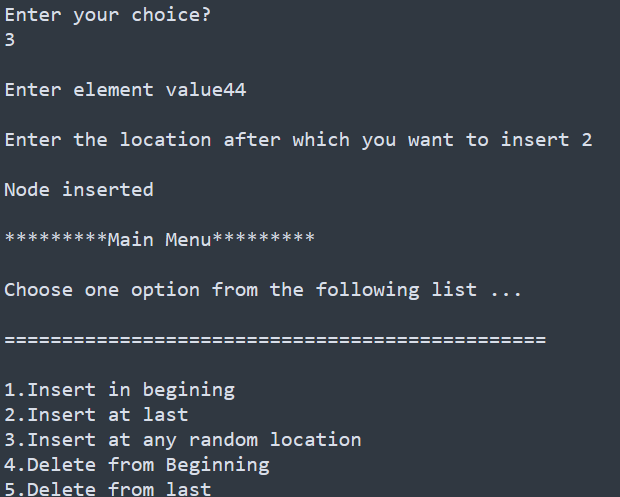 Enter your choice?
3
Enter element value44
Enter the location after which you want to insert 2
Node inserted
*********Main Menu*********
Choose one option from the following list ...
===============================================
1.Insert in begining
2.Insert at last
3.Insert at any random location
4.Delete from Beginning
5.Delete from last